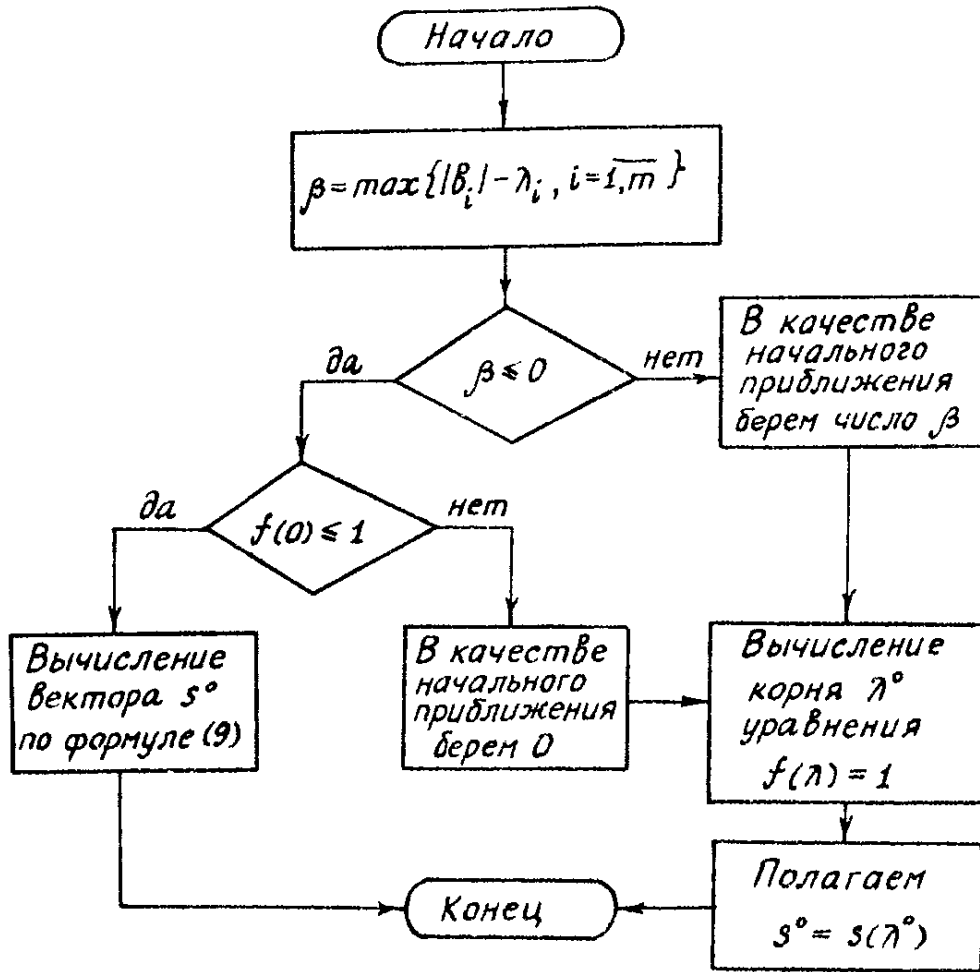 Начало
β = max{|b_i| - λ_i, i = \overline{1,m}}
β ≤ 0
да
нет
В качестве
начального
приближения
берем число β
f(0) ≤ 1
да
нет
Вычисление
вектора s°
по формуле (9)
В качестве
начального
приближения
берем 0
Вычисление
корня λ°
уравнения
f(λ) = 1
Полагаем
s° = s(λ°)
Конец